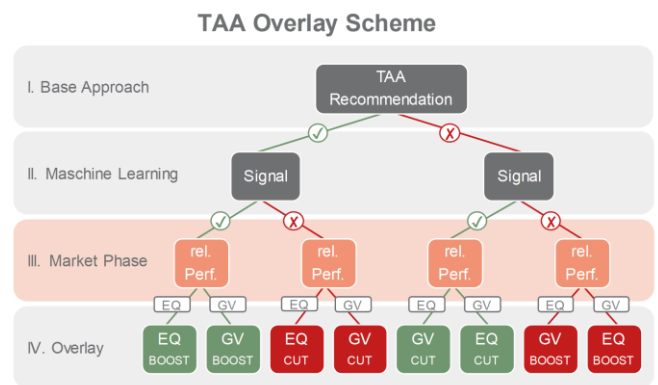 TAA Overlay Scheme
I. Base Approach
TAA
Recommendation
II. Maschine Learning
Signal
Signal
III. Market Phase
rel.
Perf.
rel.
Perf.
rel.
Perf.
rel.
Perf.
EQ
GV
EQ
GV
EQ
GV
EQ
GV
IV. Overlay
EQ
BOOST
GV
BOOST
EQ
CUT
GV
CUT
GV
CUT
EQ
CUT
GV
BOOST
EQ
BOOST